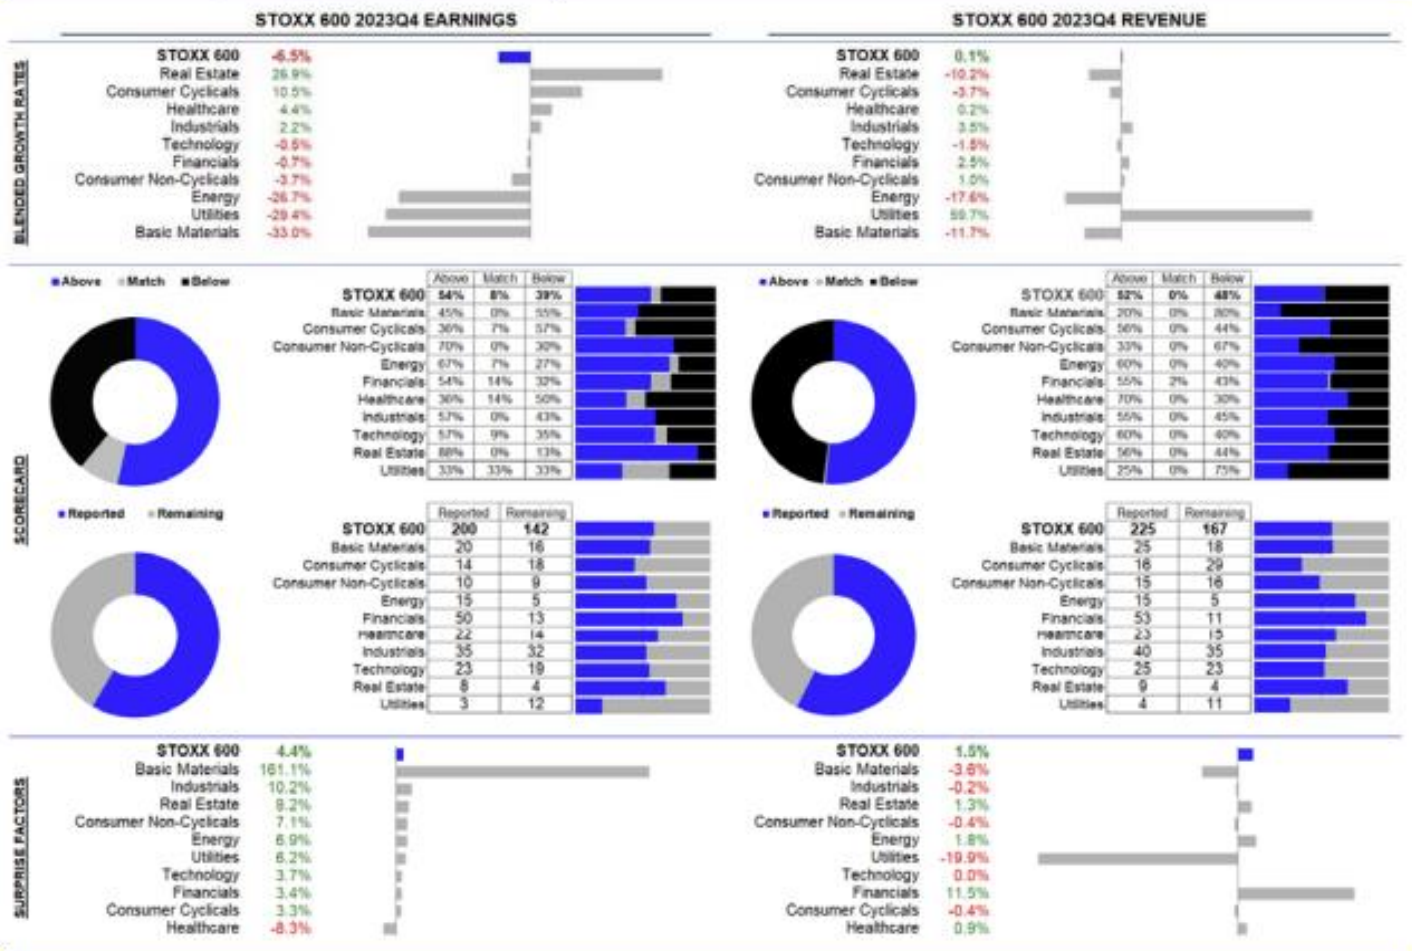 STOXX 600 2023Q4 EARNINGS
BLENDED GROWTH RATES
STOXX 600 -6.5%
Real Estate 26.9%
Consumer Cyclicals 10.5%
Healthcare 4.4%
Industrials 2.2%
Technology -0.5%
Financials -0.7%
Consumer Non-Cyclicals -3.7%
Energy -26.7%
Utilities -29.4%
Basic Materials -33.0%
STOXX 600 2023Q4 REVENUE
STOXX 600 0.1%
Real Estate -10.2%
Consumer Cyclicals -3.7%
Healthcare 0.2%
Industrials 3.5%
Technology -1.5%
Financials 2.5%
Consumer Non-Cyclicals 1.0%
Energy -17.6%
Utilities 59.7%
Basic Materials -11.7%
SCORECARD
Above Match Below
Above Match Below
STOXX 600 54% 8% 39%
Basic Materials 45% 0% 55%
Consumer Cyclicals 36% 7% 57%
Consumer Non-Cyclicals 70% 0% 30%
Energy 67% 7% 27%
Financials 54% 14% 32%
Healthcare 36% 14% 50%
Industrials 57% 0% 43%
Technology 57% 9% 35%
Real Estate 88% 0% 13%
Utilities 33% 33% 33%
Above Match Below
Above Match Below
STOXX 600 52% 0% 48%
Basic Materials 20% 0% 80%
Consumer Cyclicals 56% 0% 44%
Consumer Non-Cyclicals 33% 0% 67%
Energy 60% 0% 40%
Financials 55% 2% 43%
Healthcare 70% 0% 30%
Industrials 55% 0% 45%
Technology 60% 0% 40%
Real Estate 56% 0% 44%
Utilities 25% 0% 75%
Reported Remaining
Reported Remaining
STOXX 600 200 142
Basic Materials 20 16
Consumer Cyclicals 14 18
Consumer Non-Cyclicals 10 9
Energy 15 5
Financials 50 13
Healthcare 22 14
Industrials 35 32
Technology 23 19
Real Estate 8 4
Utilities 3 12
Reported Remaining
Reported Remaining
STOXX 600 225 167
Basic Materials 25 18
Consumer Cyclicals 16 29
Consumer Non-Cyclicals 15 16
Energy 15 5
Financials 53 11
Healthcare 23 15
Industrials 40 35
Technology 25 23
Real Estate 9 4
Utilities 4 11
SURPRISE FACTORS
STOXX 600 4.4%
Basic Materials 161.1%
Industrials 10.2%
Real Estate 8.2%
Consumer Non-Cyclicals 7.1%
Energy 6.9%
Utilities 6.2%
Technology 3.7%
Financials 3.4%
Consumer Cyclicals 3.3%
Healthcare -8.3%
STOXX 600 1.5%
Basic Materials -3.6%
Industrials -0.2%
Real Estate 1.3%
Consumer Non-Cyclicals -0.4%
Energy 1.8%
Utilities -19.9%
Technology 0.0%
Financials 11.5%
Consumer Cyclicals -0.4%
Healthcare 0.9%